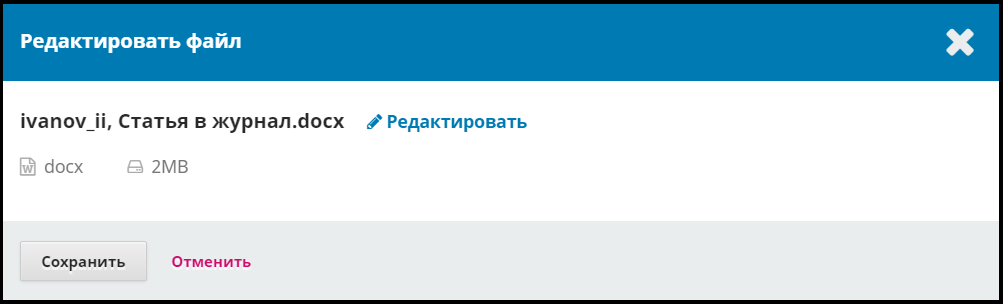 Редактировать файл
ivanov_ii, Статья в журнал.docx Редактировать
docx 2MB
Сохранить Отменить